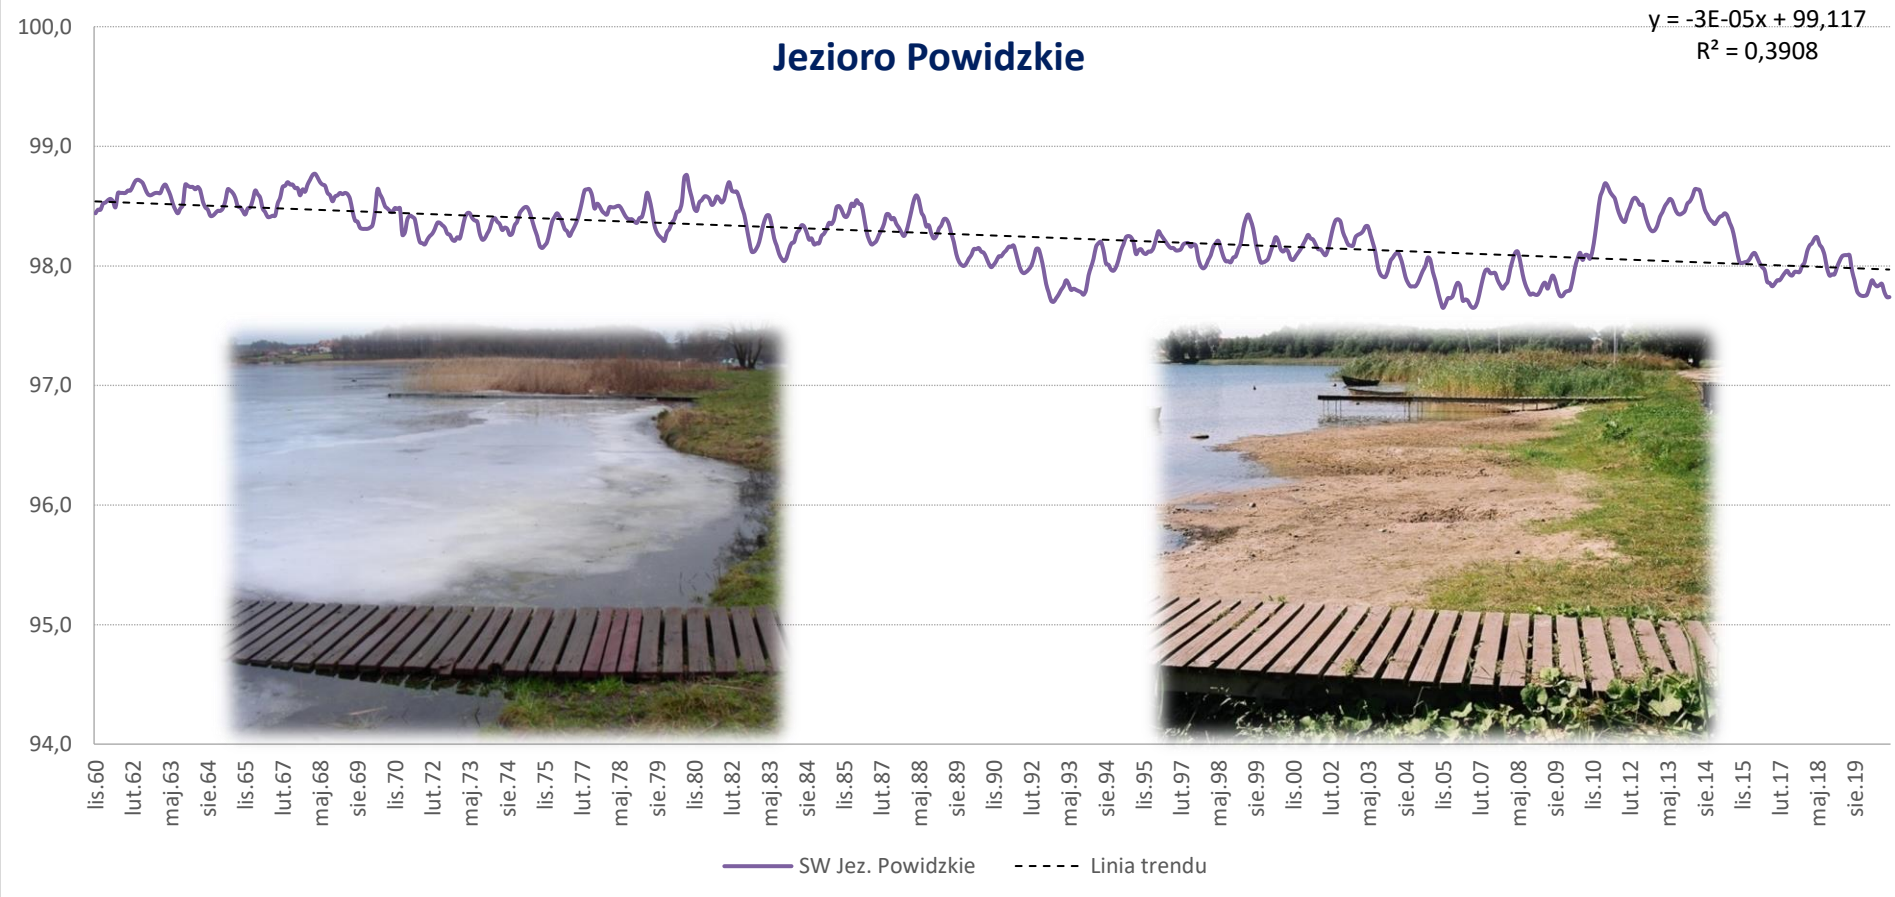 y = -3E-05x + 99,117
R² = 0,3908
Jezioro Powidzkie
100,0
99,0
98,0
97,0
96,0
95,0
94,0
lis.60
lut.62
maj.63
sie.64
lis.65
lut.67
maj.68
sie.69
lis.70
lut.72
maj.73
sie.74
lis.75
lut.77
maj.78
sie.79
lis.80
lut.82
maj.83
sie.84
lis.85
lut.87
maj.88
sie.89
lis.90
lut.92
maj.93
sie.94
lis.95
lut.97
maj.98
sie.99
lis.00
lut.02
maj.03
sie.04
lis.05
lut.07
maj.08
sie.09
lis.10
lut.12
maj.13
sie.14
lis.15
lut.17
maj.18
sie.19
SW Jez. Powidzkie
Linia trendu